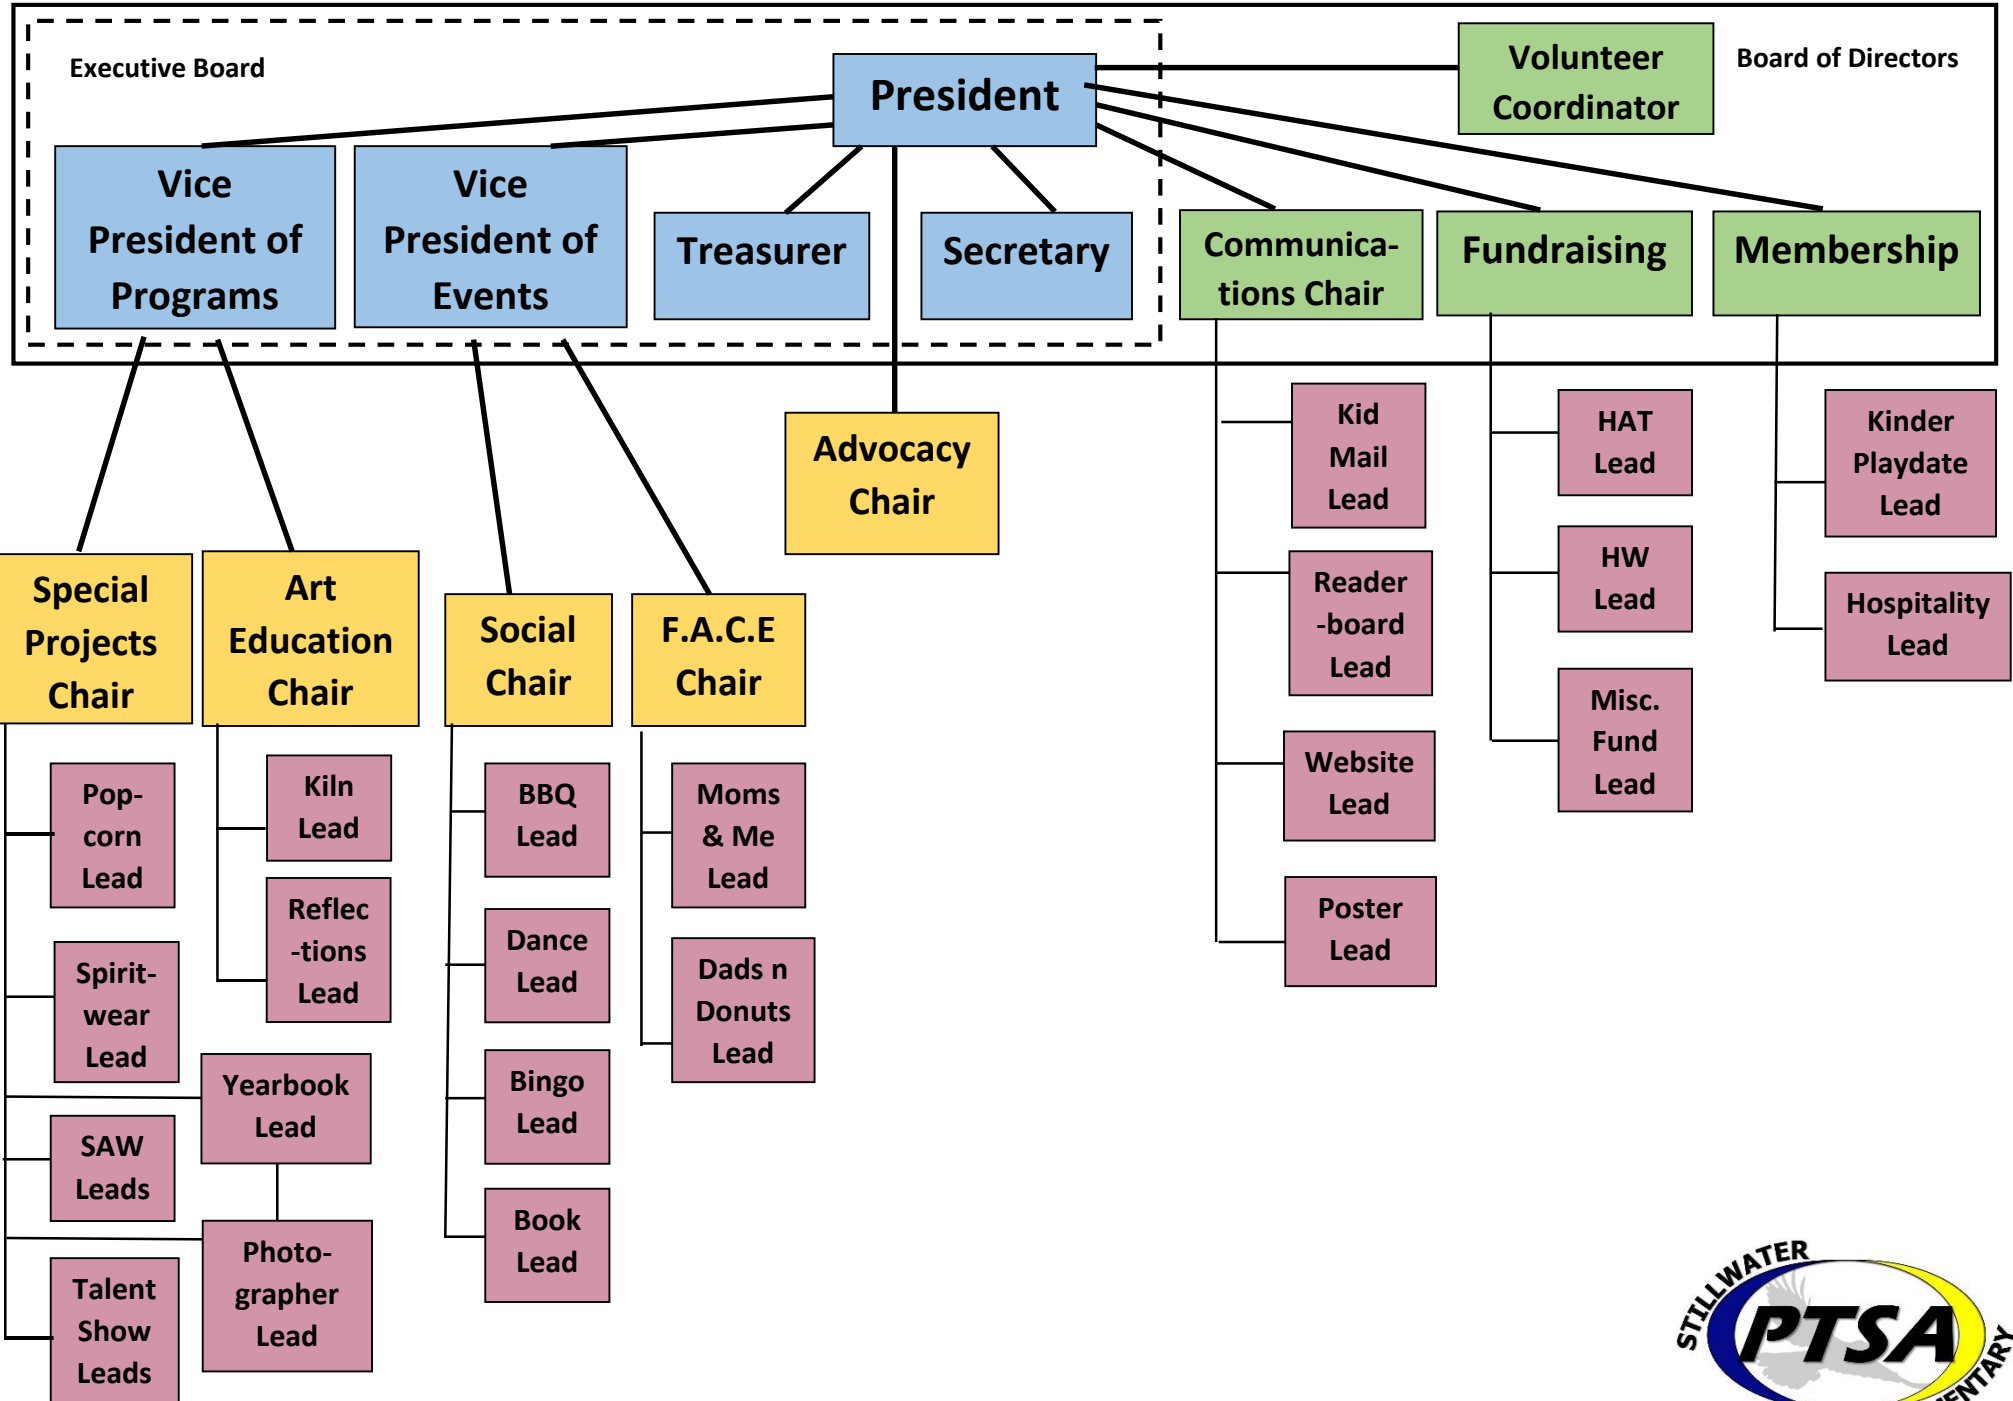 Executive Board
President
Volunteer
Coordinator
Board of Directors
Vice
President of
Programs
Vice
President of
Events
Treasurer
Secretary
Communica-
tions Chair
Fundraising
Membership
Advocacy
Chair
Kid
Mail
Lead
HAT
Lead
Kinder
Playdate
Lead
Special
Projects
Chair
Art
Education
Chair
Social
Chair
F.A.C.E
Chair
Reader
-board
Lead
HW
Lead
Hospitality
Lead
Pop-
corn
Lead
Kiln
Lead
BBQ
Lead
Moms
& Me
Lead
Website
Lead
Misc.
Fund
Lead
Spirit-
wear
Lead
Reflec
-tions
Lead
Dance
Lead
Dads n
Donuts
Lead
Poster
Lead
Yearbook
Lead
Bingo
Lead
SAW
Leads
Photo-
grapher
Lead
Book
Lead
Talent
Show
Leads
STILLWATER
PTSA